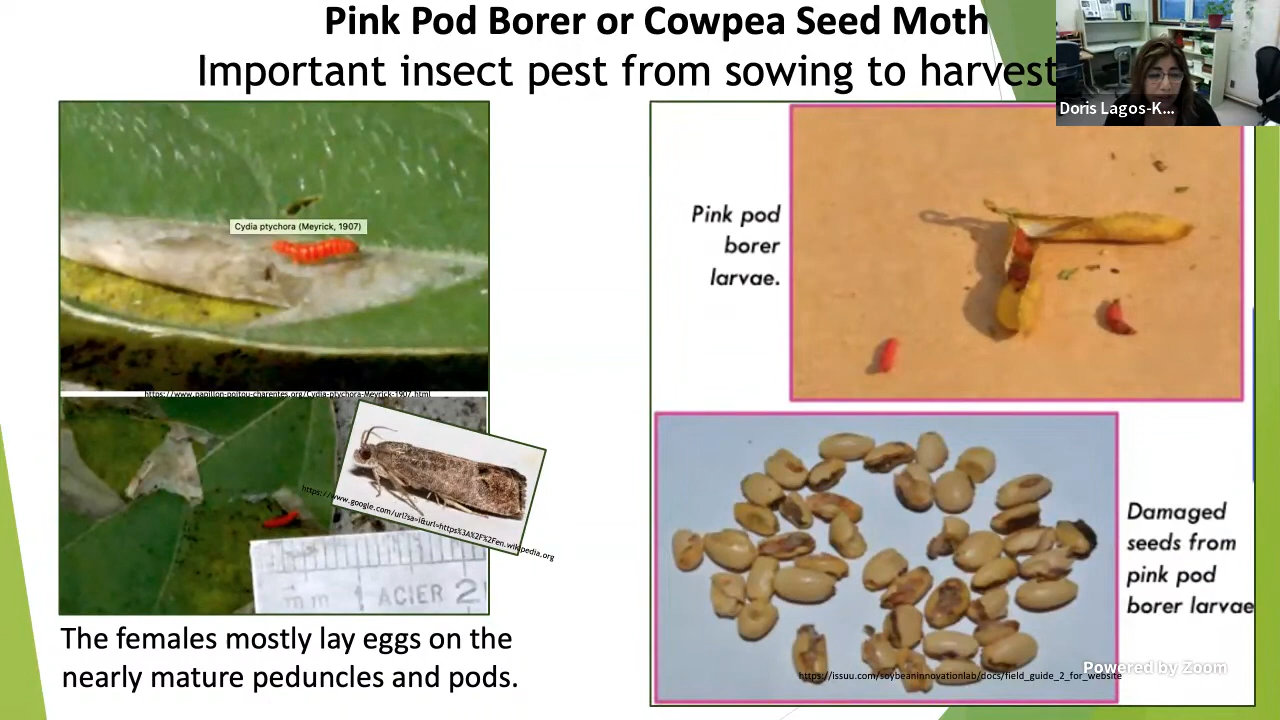 Pink Pod Borer or Cowpea Seed Moth
Important insect pest from sowing to harvest
Doris Lagos-K...
Cydia ptychora (Meyrick, 1907)
https://www.papillon-poitou-charentes.org/Cydia-ptychora-Meyrick-1907.html
https://www.google.com/url?sa=i&url=https%3A%2F%2Fen.wikipedia.org
mm 1 ACIER 2
The females mostly lay eggs on the
nearly mature peduncles and pods.
Pink pod
borer
larvae.
Damaged
seeds from
pink pod
borer larvae
https://issuu.com/soybeaninnovationlab/docs/field_guide_2_for_website
Powered by Zoom